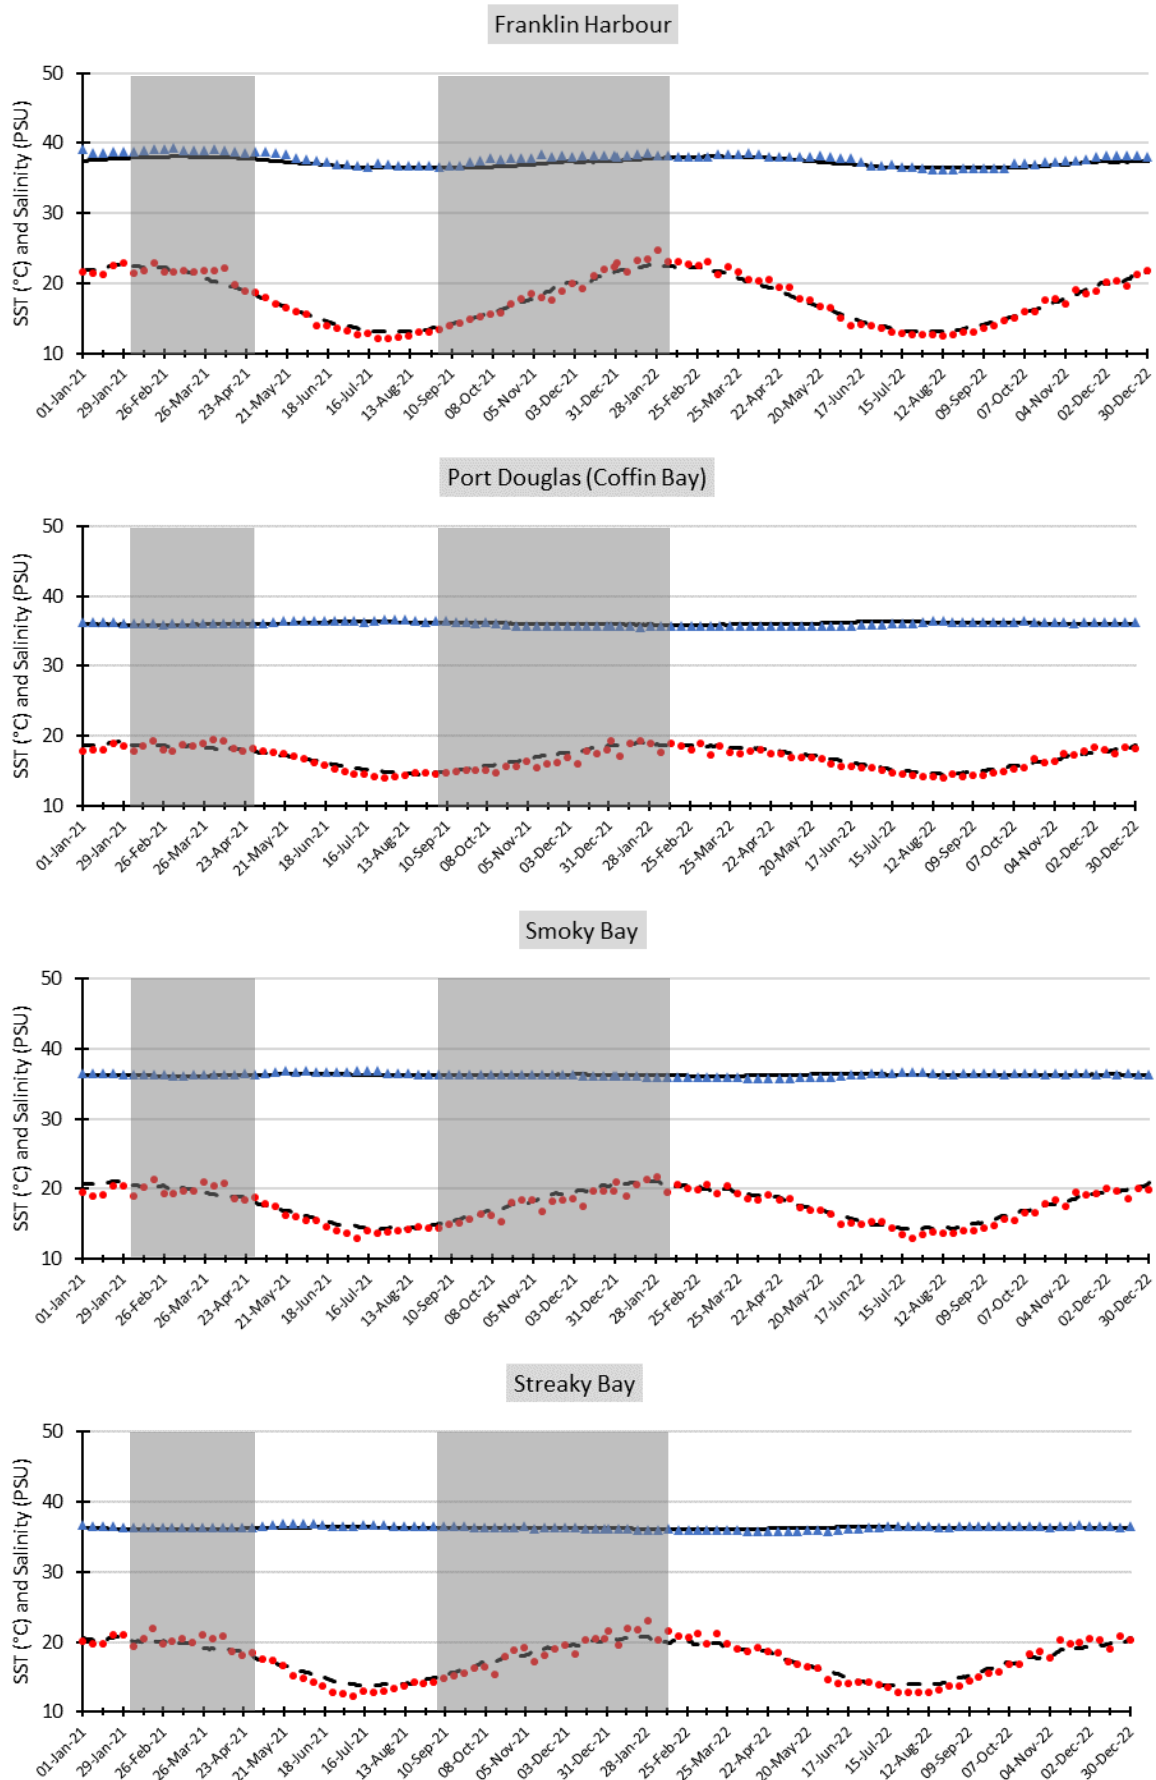 Franklin Harbour
SST (°C) and Salinity (PSU)
50
40
30
20
10
01-Jan-21
29-Jan-21
26-Feb-21
26-Mar-21
23-Apr-21
21-May-21
18-Jun-21
16-Jul-21
13-Aug-21
10-Sep-21
08-Oct-21
05-Nov-21
03-Dec-21
31-Dec-21
28-Jan-22
25-Feb-22
25-Mar-22
22-Apr-22
20-May-22
17-Jun-22
15-Jul-22
12-Aug-22
09-Sep-22
07-Oct-22
04-Nov-22
02-Dec-22
30-Dec-22
Port Douglas (Coffin Bay)
SST (°C) and Salinity (PSU)
50
40
30
20
10
01-Jan-21
29-Jan-21
26-Feb-21
26-Mar-21
23-Apr-21
21-May-21
18-Jun-21
16-Jul-21
13-Aug-21
10-Sep-21
08-Oct-21
05-Nov-21
03-Dec-21
31-Dec-21
28-Jan-22
25-Feb-22
25-Mar-22
22-Apr-22
20-May-22
17-Jun-22
15-Jul-22
12-Aug-22
09-Sep-22
07-Oct-22
04-Nov-22
02-Dec-22
30-Dec-22
Smoky Bay
SST (°C) and Salinity (PSU)
50
40
30
20
10
01-Jan-21
29-Jan-21
26-Feb-21
26-Mar-21
23-Apr-21
21-May-21
18-Jun-21
16-Jul-21
13-Aug-21
10-Sep-21
08-Oct-21
05-Nov-21
03-Dec-21
31-Dec-21
28-Jan-22
25-Feb-22
25-Mar-22
22-Apr-22
20-May-22
17-Jun-22
15-Jul-22
12-Aug-22
09-Sep-22
07-Oct-22
04-Nov-22
02-Dec-22
30-Dec-22
Streaky Bay
SST (°C) and Salinity (PSU)
50
40
30
20
10
01-Jan-21
29-Jan-21
26-Feb-21
26-Mar-21
23-Apr-21
21-May-21
18-Jun-21
16-Jul-21
13-Aug-21
10-Sep-21
08-Oct-21
05-Nov-21
03-Dec-21
31-Dec-21
28-Jan-22
25-Feb-22
25-Mar-22
22-Apr-22
20-May-22
17-Jun-22
15-Jul-22
12-Aug-22
09-Sep-22
07-Oct-22
04-Nov-22
02-Dec-22
30-Dec-22